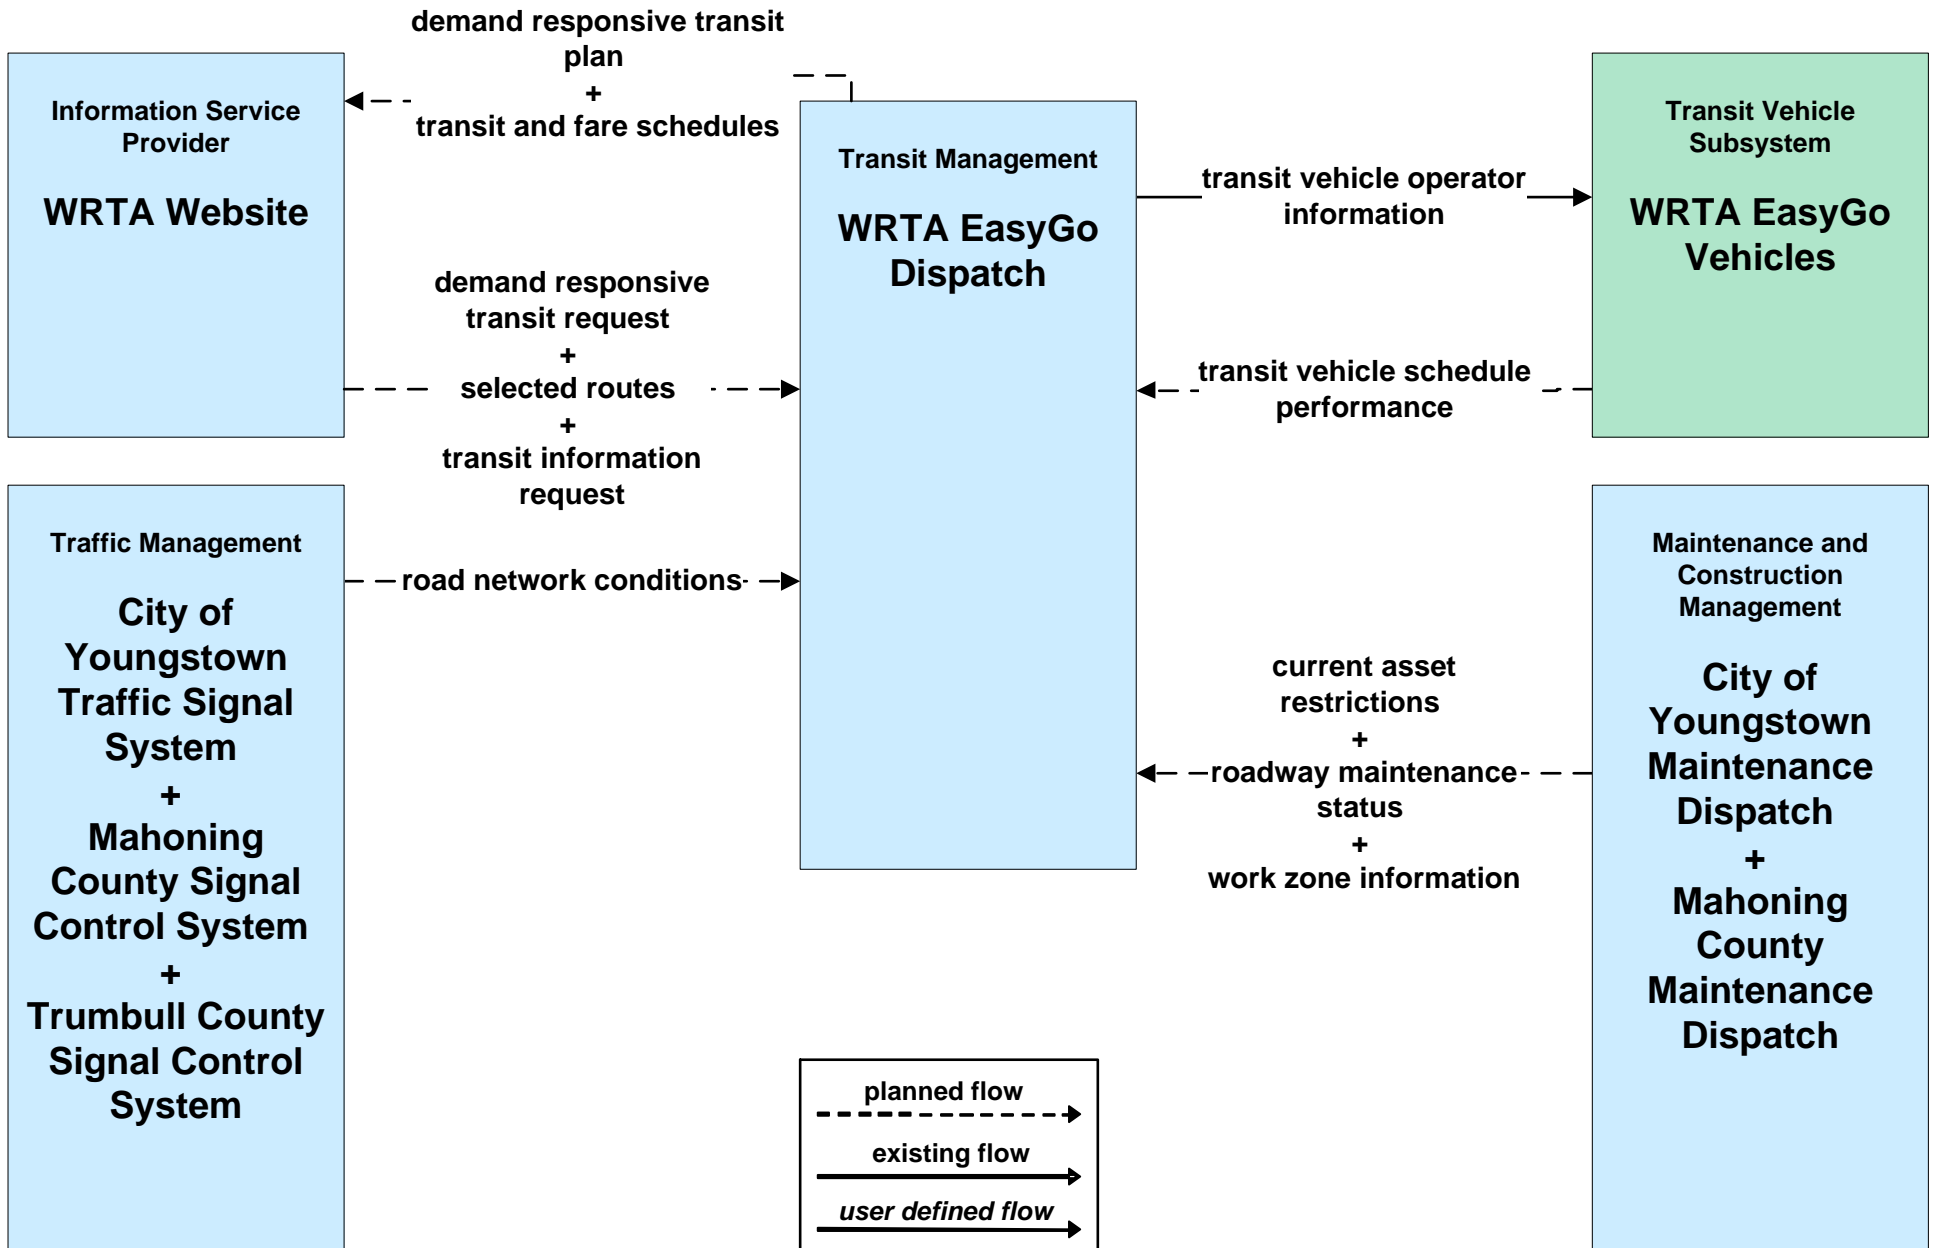 demand responsive transit
plan
+
transit and fare schedules
Information Service
Provider
WRTA Website
Transit Management
WRTA EasyGo
Dispatch
transit vehicle operator
information
Transit Vehicle
Subsystem
WRTA EasyGo
Vehicles
demand responsive
transit request
+
selected routes
+
transit information
request
transit vehicle schedule
performance
Traffic Management
City of
Youngstown
Traffic Signal
System
+
Mahoning
County Signal
Control System
+
Trumbull County
Signal Control
System
road network conditions
current asset
restrictions
+
roadway maintenance
status
+
work zone information
Maintenance and
Construction
Management
City of
Youngstown
Maintenance
Dispatch
+
Mahoning
County
Maintenance
Dispatch
planned flow
existing flow
user defined flow